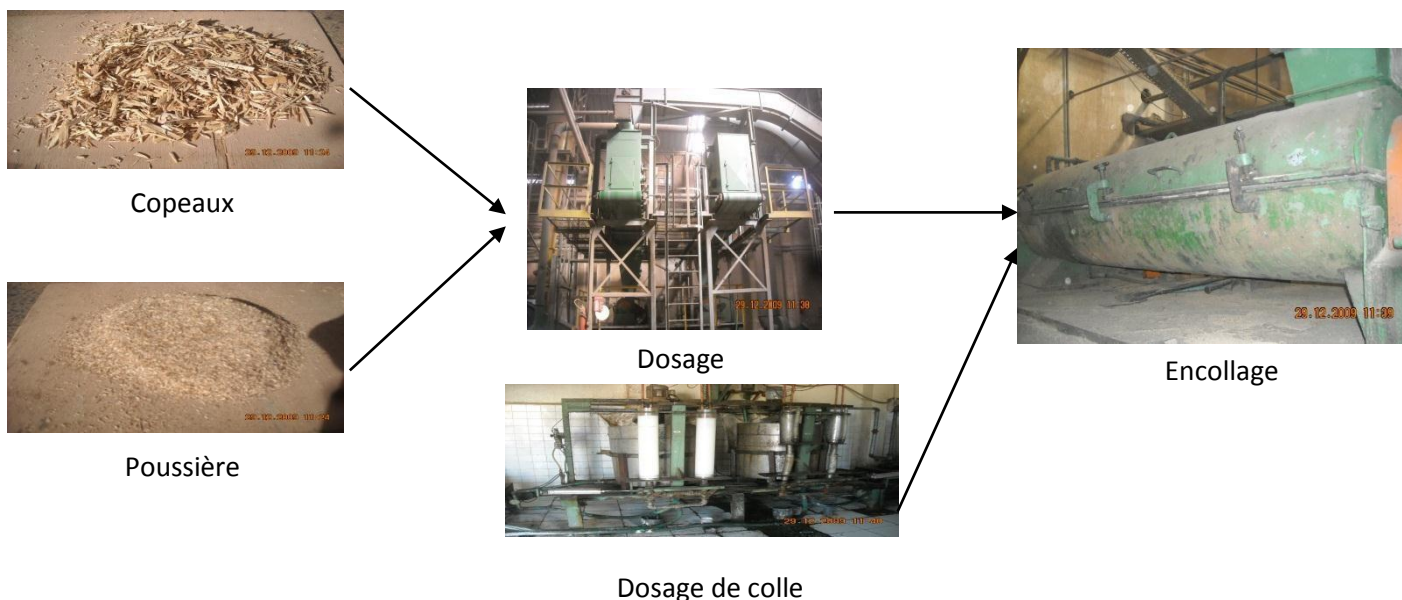 29.12.2009 11:24
Copeaux
29.12.2009 11:24
Poussière
29.12.2009 11:30
Dosage
29.12.2009 11:39
Encollage
Dosage de colle